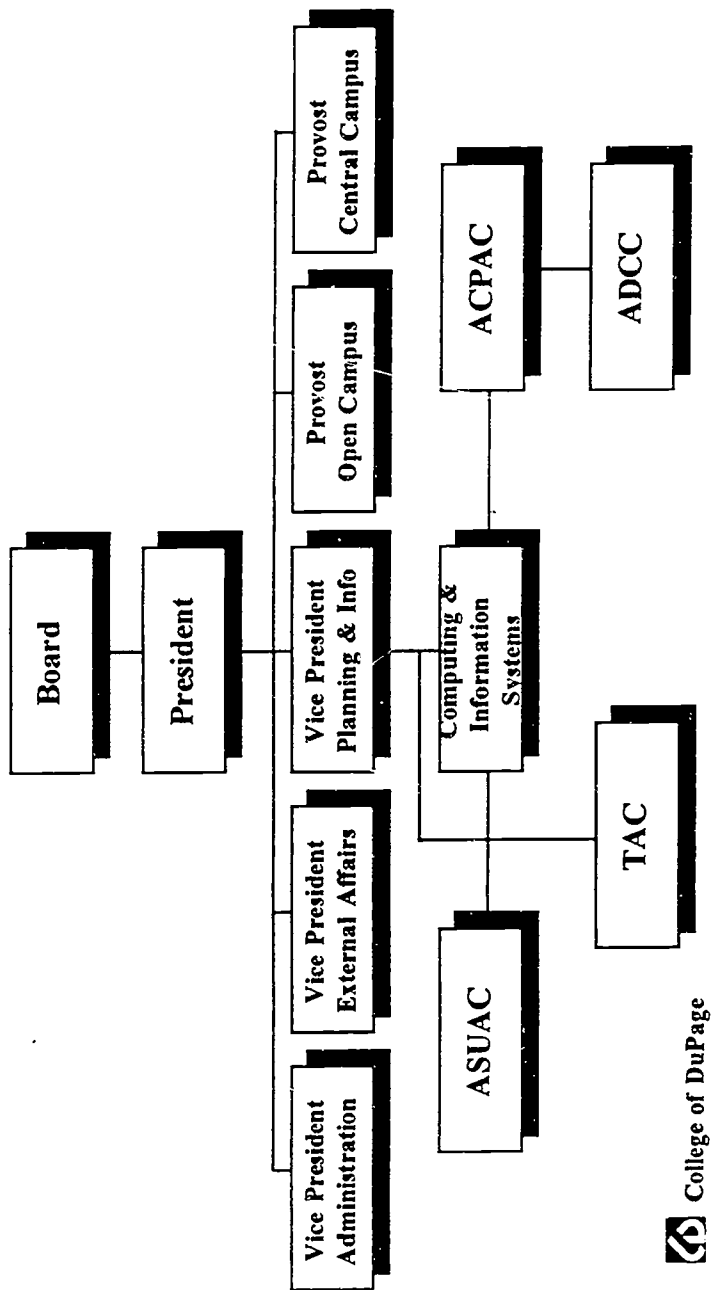 Board
President
Vice President
Administration
Vice President
External Affairs
Vice President
Planning & Info
Provost
Open Campus
Provost
Central Campus
Computing &
Information
Systems
ASUAC
ACPAC
TAC
ADCC
College of DuPage